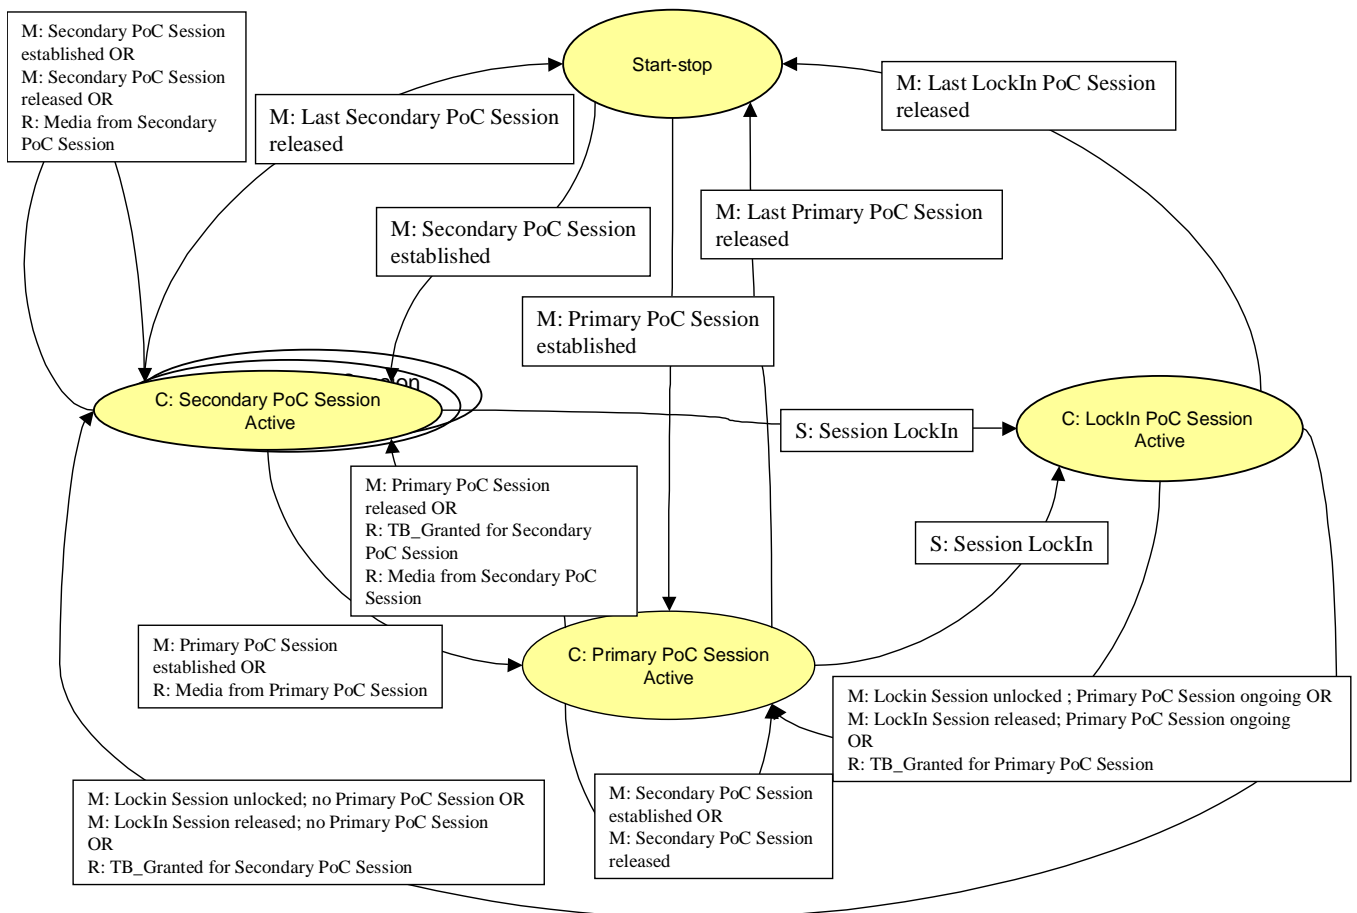 M: Secondary PoC Session
established OR
M: Secondary PoC Session
released OR
R: Media from Secondary
PoC Session
Start-stop
M: Last Secondary PoC Session
released
M: Last LockIn PoC Session
released
M: Secondary PoC Session
established
M: Last Primary PoC Session
released
M: Primary PoC Session
established
C: Secondary PoC Session
Active
C: LockIn PoC Session
Active
S: Session LockIn
M: Primary PoC Session
released OR
R: TB_Granted for Secondary
PoC Session
R: Media from Secondary PoC
Session
S: Session LockIn
M: Primary PoC Session
established OR
R: Media from Primary PoC Session
C: Primary PoC Session
Active
M: Lockin Session unlocked ; Primary PoC Session ongoing OR
M: LockIn Session released; Primary PoC Session ongoing
OR
R: TB_Granted for Primary PoC Session
M: Lockin Session unlocked; no Primary PoC Session OR
M: LockIn Session released; no Primary PoC Session
OR
R: TB_Granted for Secondary PoC Session
M: Secondary PoC Session
established OR
M: Secondary PoC Session
released